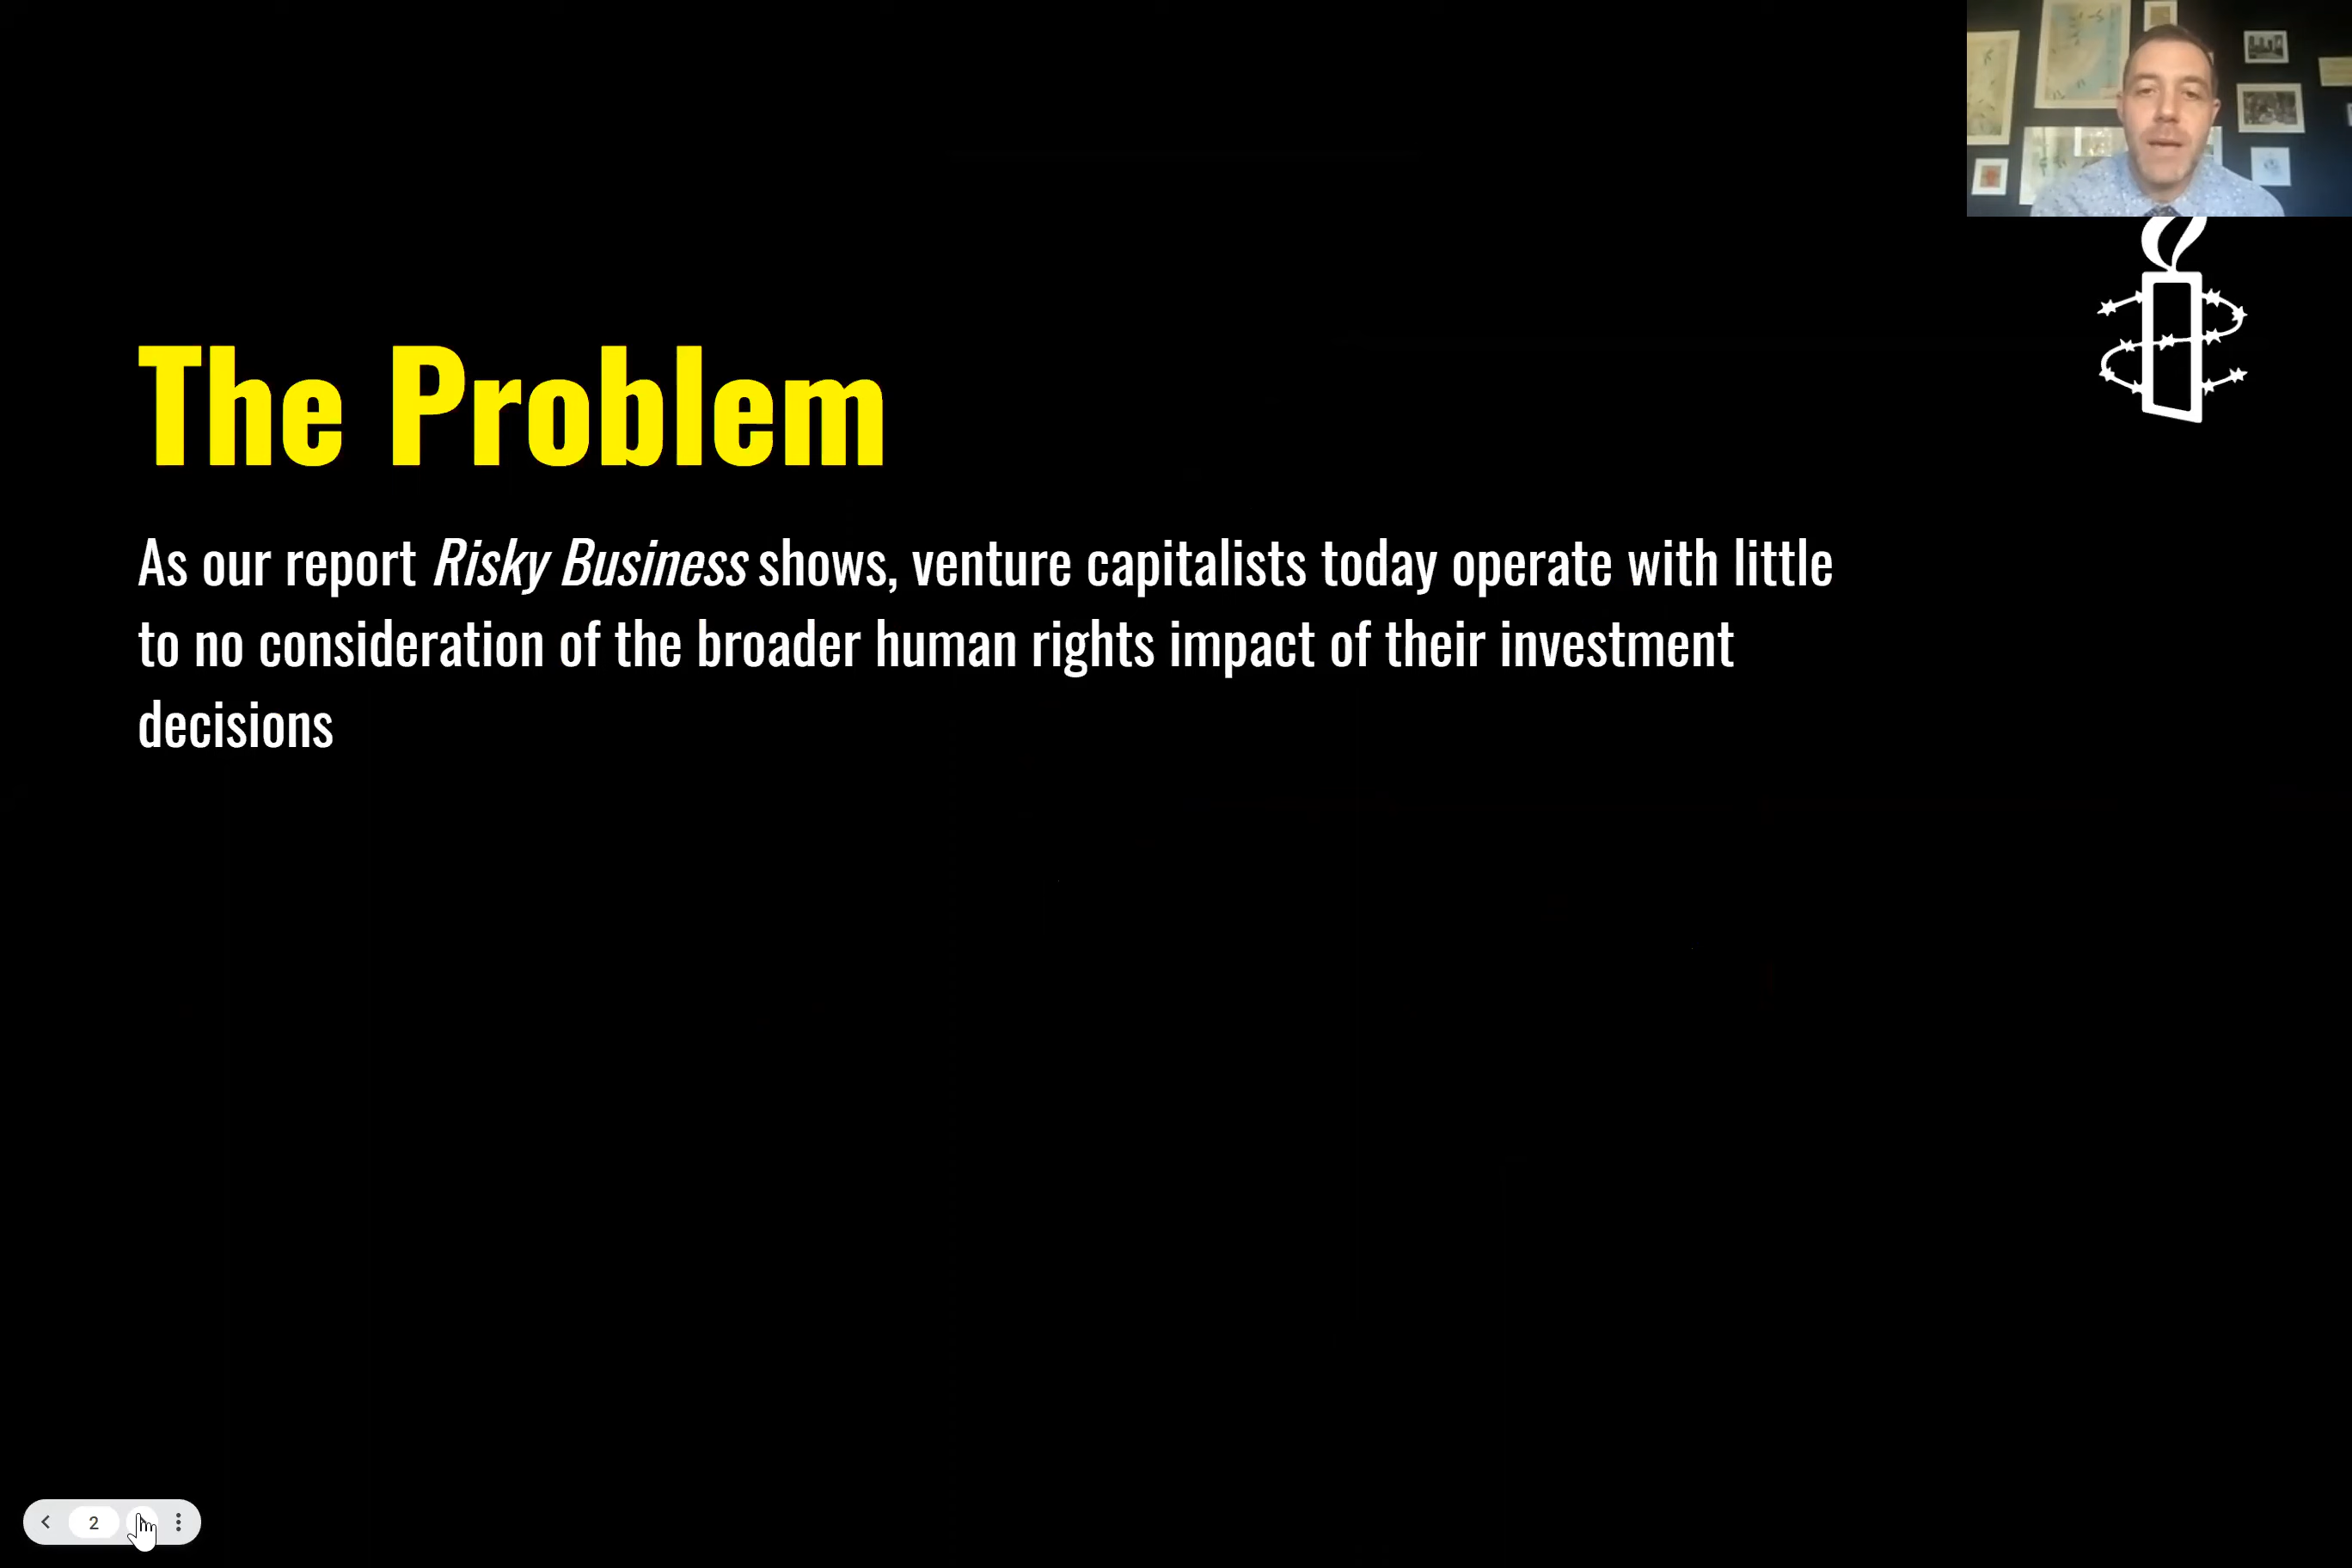 The Problem
As our report Risky Business shows, venture capitalists today operate with little
to no consideration of the broader human rights impact of their investment
decisions
2